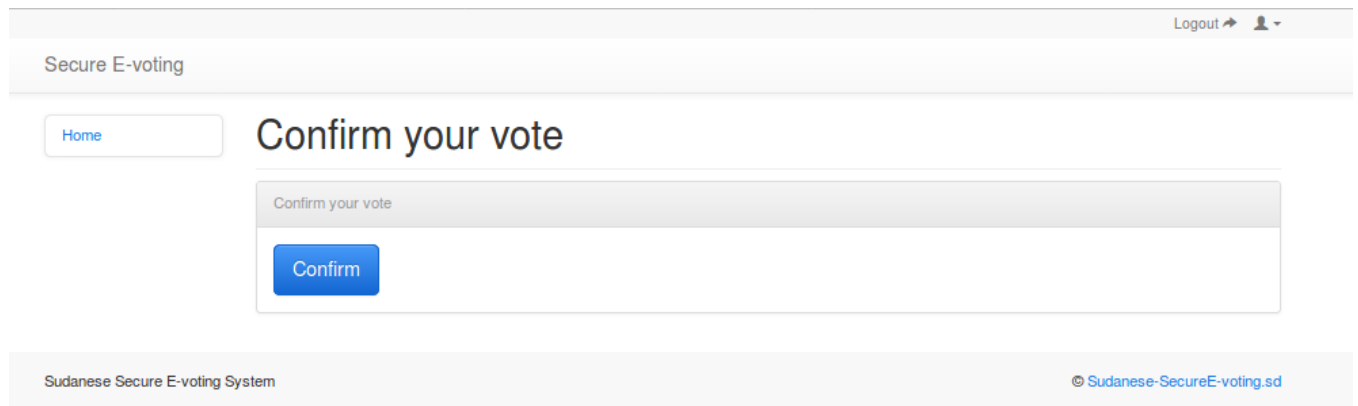 Logout
Secure E-voting
Home
Confirm your vote
Confirm your vote
Confirm
Sudanese Secure E-voting System
© Sudanese-SecureE-voting.sd